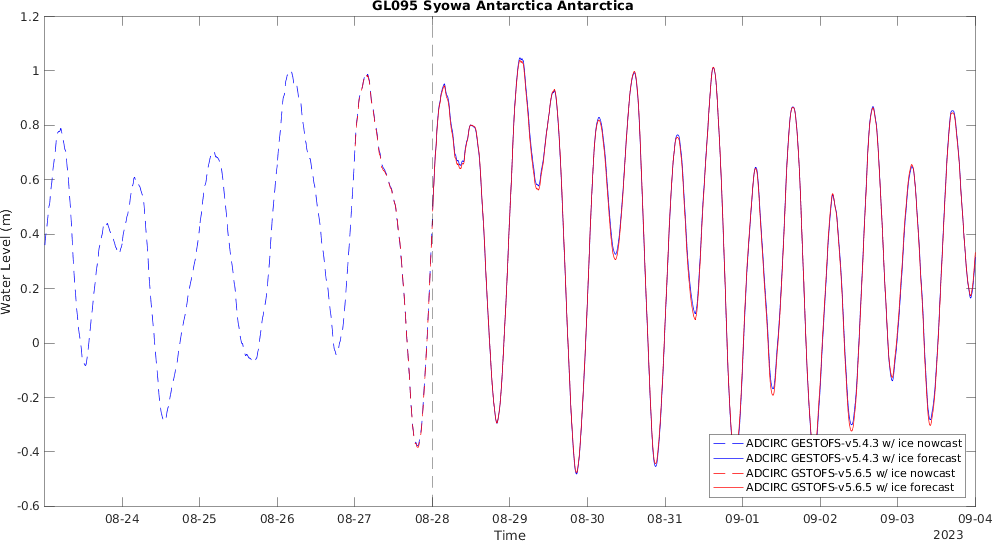 GL095 Syowa Antarctica Antarctica
1.2
1
0.8
0.6
0.4
0.2
0
-0.2
-0.4
-0.6
Water Level (m)
ADCIRC GESTOFS-v5.4.3 w/ ice nowcast
ADCIRC GESTOFS-v5.4.3 w/ ice forecast
ADCIRC GSTOFS-v5.6.5 w/ ice nowcast
ADCIRC GSTOFS-v5.6.5 w/ ice forecast
08-24 08-25 08-26 08-27 08-28 08-29 08-30 08-31 09-01 09-02 09-03 09-04
Time
2023